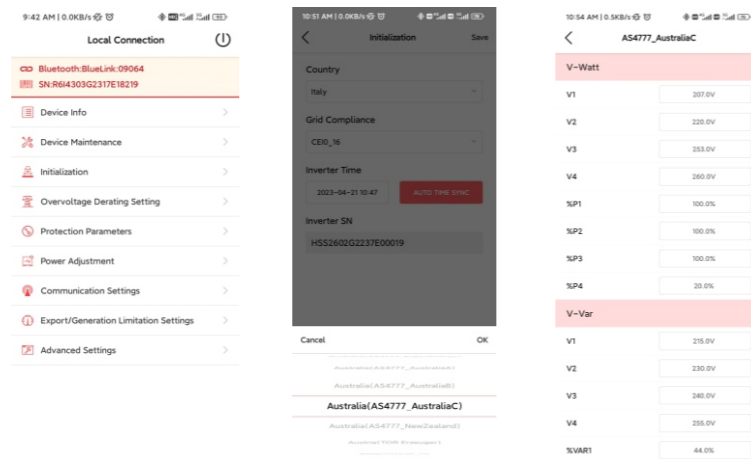 9:42 AM | 0.0KB/s
Local Connection
Bluetooth:BlueLink:09064
SN:R6I4303G2317E18219
Device Info
Device Maintenance
Initialization
Overvoltage Derating Setting
Protection Parameters
Power Adjustment
Communication Settings
Export/Generation Limitation Settings
Advanced Settings
10:51 AM | 0.0KB/s
Initialization
Save
Country
Italy
Grid Compliance
CEI0_16
Inverter Time
2023-04-21 10:47
AUTO TIME SYNC
Inverter SN
HSS2602G2237E00019
Cancel
OK
Australia(AS4777_AustraliaA)
Australia(AS4777_AustraliaB)
Australia(AS4777_AustraliaC)
Australia(AS4777_NewZealand)
10:54 AM | 0.5KB/s
AS4777_AustraliaC
V-Watt
V1 207.0V
V2 220.0V
V3 253.0V
V4 260.0V
%P1 100.0%
%P2 100.0%
%P3 100.0%
%P4 20.0%
V-Var
V1 215.0V
V2 230.0V
V3 240.0V
V4 255.0V
%VAR1 44.0%